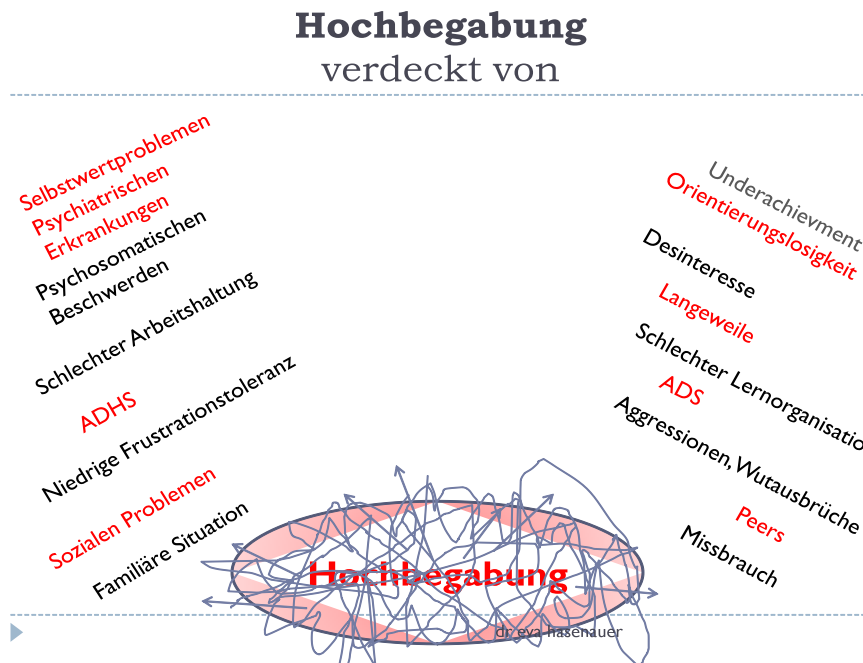 Hochbegabung
verdeckt von
Selbstwertproblemen
Psychiatrischen
Erkrankungen
Psychosomatischen
Beschwerden
Schlechter Arbeitshaltung
ADHS
Niedrige Frustrationstoleranz
Sozialen Problemen
Familiäre Situation
Underachievment
Orientierungslosigkeit
Desinteresse
Langeweile
Schlechter Lernorganisatio
ADS
Aggressionen, Wutausbrüche
Peers
Missbrauch
Hochbegabung
dr eva hasenauer